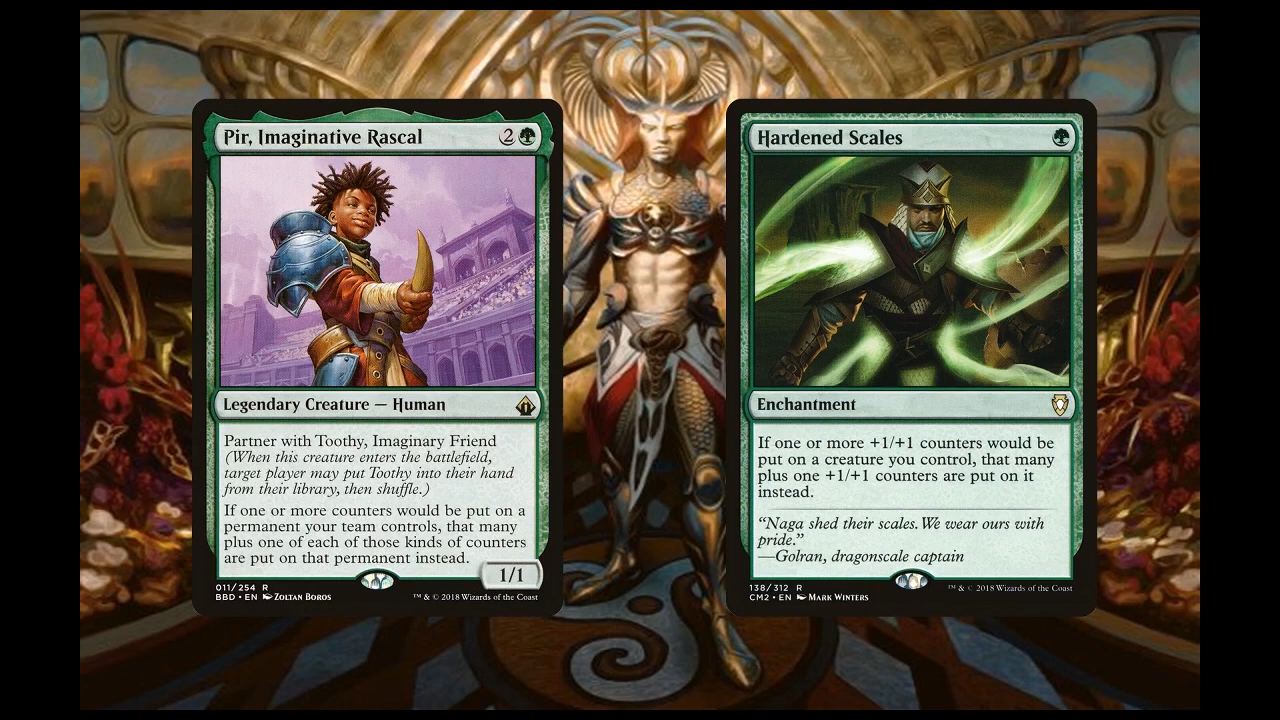 Pir, Imaginative Rascal 2
Legendary Creature — Human
Partner with Toothy, Imaginary Friend
(When this creature enters the battlefield,
target player may put Toothy into their hand
from their library, then shuffle.)
If one or more counters would be put on a
permanent your team controls, that many
plus one of each of those kinds of counters
are put on that permanent instead.
1/1
011/254 R
BBD • EN Zoltan Boros
™ & © 2018 Wizards of the Coast
Hardened Scales
Enchantment
If one or more +1/+1 counters would be
put on a creature you control, that many
plus one +1/+1 counters are put on it
instead.
“Naga shed their scales. We wear ours with
pride.”
—Golran, dragonscale captain
138/312 R
CM2 • EN Mark Winters
™ & © 2018 Wizards of the Coast